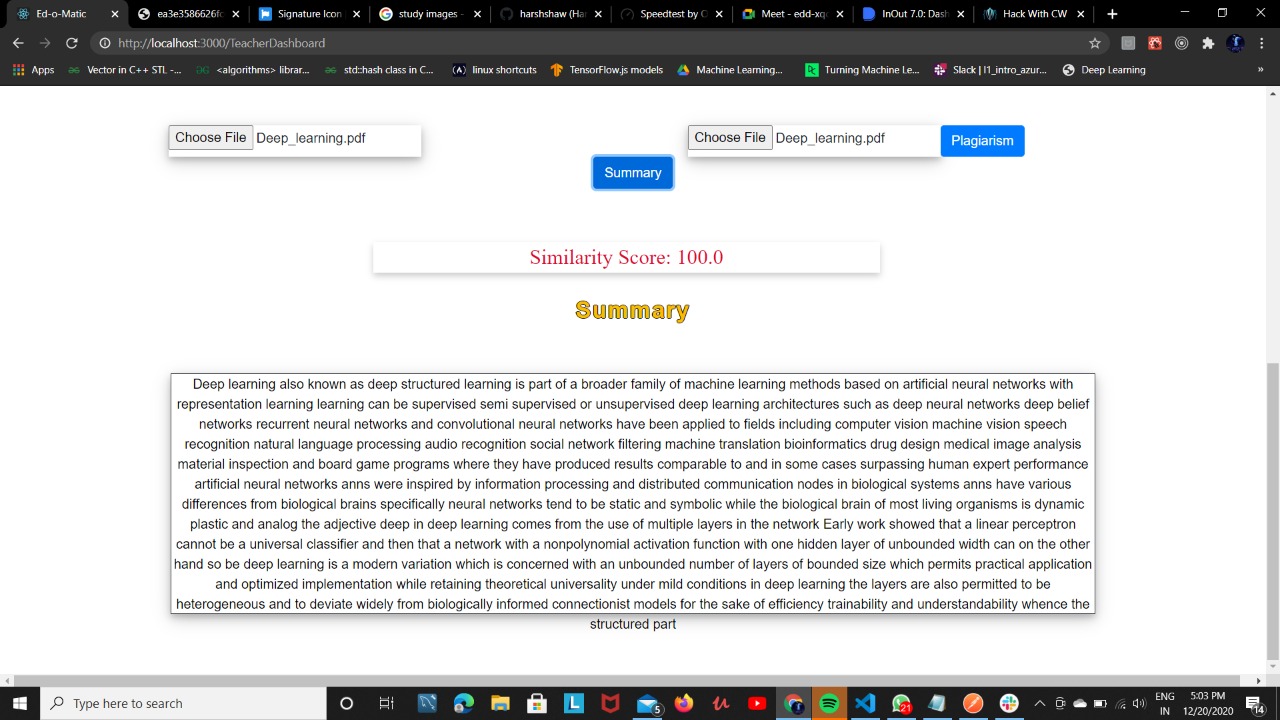 Ed-o-Matic
ea3e3586626fc
Signature Icon
study images -
harshshaw (Har
Speedtest by O
Meet - edd-xqc
InOut 7.0: Dash
Hack With CW
http://localhost:3000/TeacherDashboard
Apps
Vector in C++ STL -...
<algorithms> librar...
std::hash class in C...
linux shortcuts
TensorFlow.js models
Machine Learning...
Turning Machine Le...
Slack | l1_intro_azur...
Deep Learning
»
Choose File Deep_learning.pdf
Choose File Deep_learning.pdf
Plagiarism
Summary
Similarity Score: 100.0
Summary
Deep learning also known as deep structured learning is part of a broader family of machine learning methods based on artificial neural networks with
representation learning learning can be supervised semi supervised or unsupervised deep learning architectures such as deep neural networks deep belief
networks recurrent neural networks and convolutional neural networks have been applied to fields including computer vision machine vision speech
recognition natural language processing audio recognition social network filtering machine translation bioinformatics drug design medical image analysis
material inspection and board game programs where they have produced results comparable to and in some cases surpassing human expert performance
artificial neural networks anns were inspired by information processing and distributed communication nodes in biological systems anns have various
differences from biological brains specifically neural networks tend to be static and symbolic while the biological brain of most living organisms is dynamic
plastic and analog the adjective deep in deep learning comes from the use of multiple layers in the network Early work showed that a linear perceptron
cannot be a universal classifier and then that a network with a nonpolynomial activation function with one hidden layer of unbounded width can on the other
hand so be deep learning is a modern variation which is concerned with an unbounded number of layers of bounded size which permits practical application
and optimized implementation while retaining theoretical universality under mild conditions in deep learning the layers are also permitted to be
heterogeneous and to deviate widely from biologically informed connectionist models for the sake of efficiency trainability and understandability whence the
structured part
Type here to search
5
21
ENG
IN
5:03 PM
12/20/2020
14